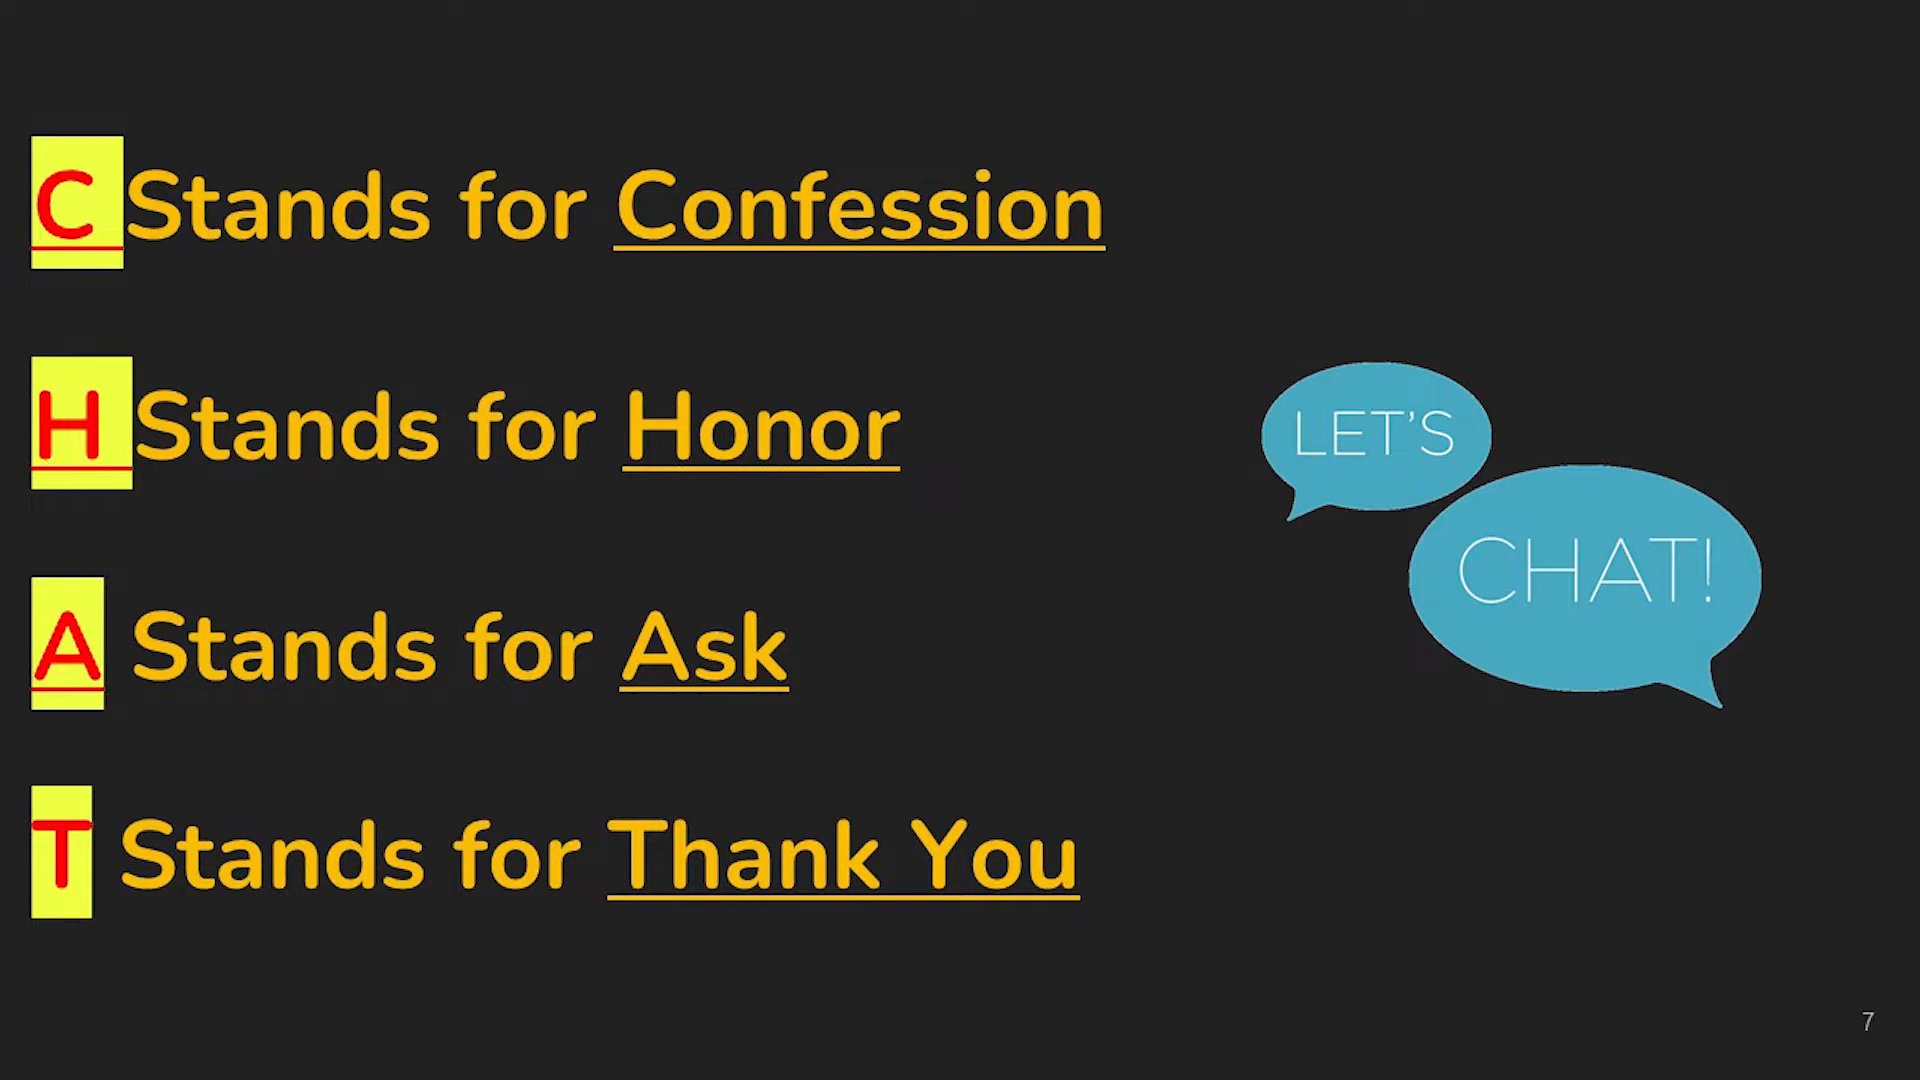 C Stands for Confession
H Stands for Honor
A Stands for Ask
T Stands for Thank You
LET'S
CHAT!
7